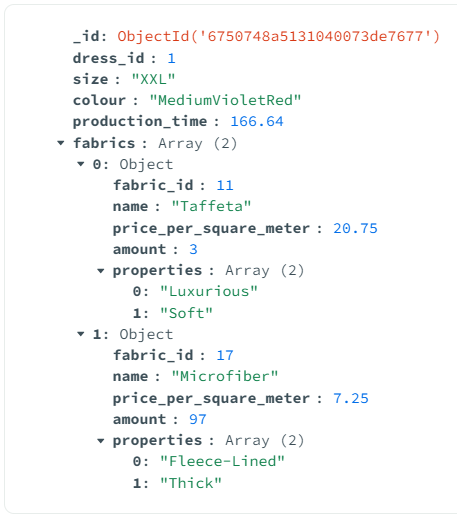 _id: ObjectId('6750748a5131040073de7677')
dress_id : 1
size : "XXL"
colour : "MediumVioletRed"
production_time : 166.64
fabrics : Array (2)
0: Object
fabric_id : 11
name : "Taffeta"
price_per_square_meter : 20.75
amount : 3
properties : Array (2)
0: "Luxurious"
1: "Soft"
1: Object
fabric_id : 17
name : "Microfiber"
price_per_square_meter : 7.25
amount : 97
properties : Array (2)
0: "Fleece-Lined"
1: "Thick"